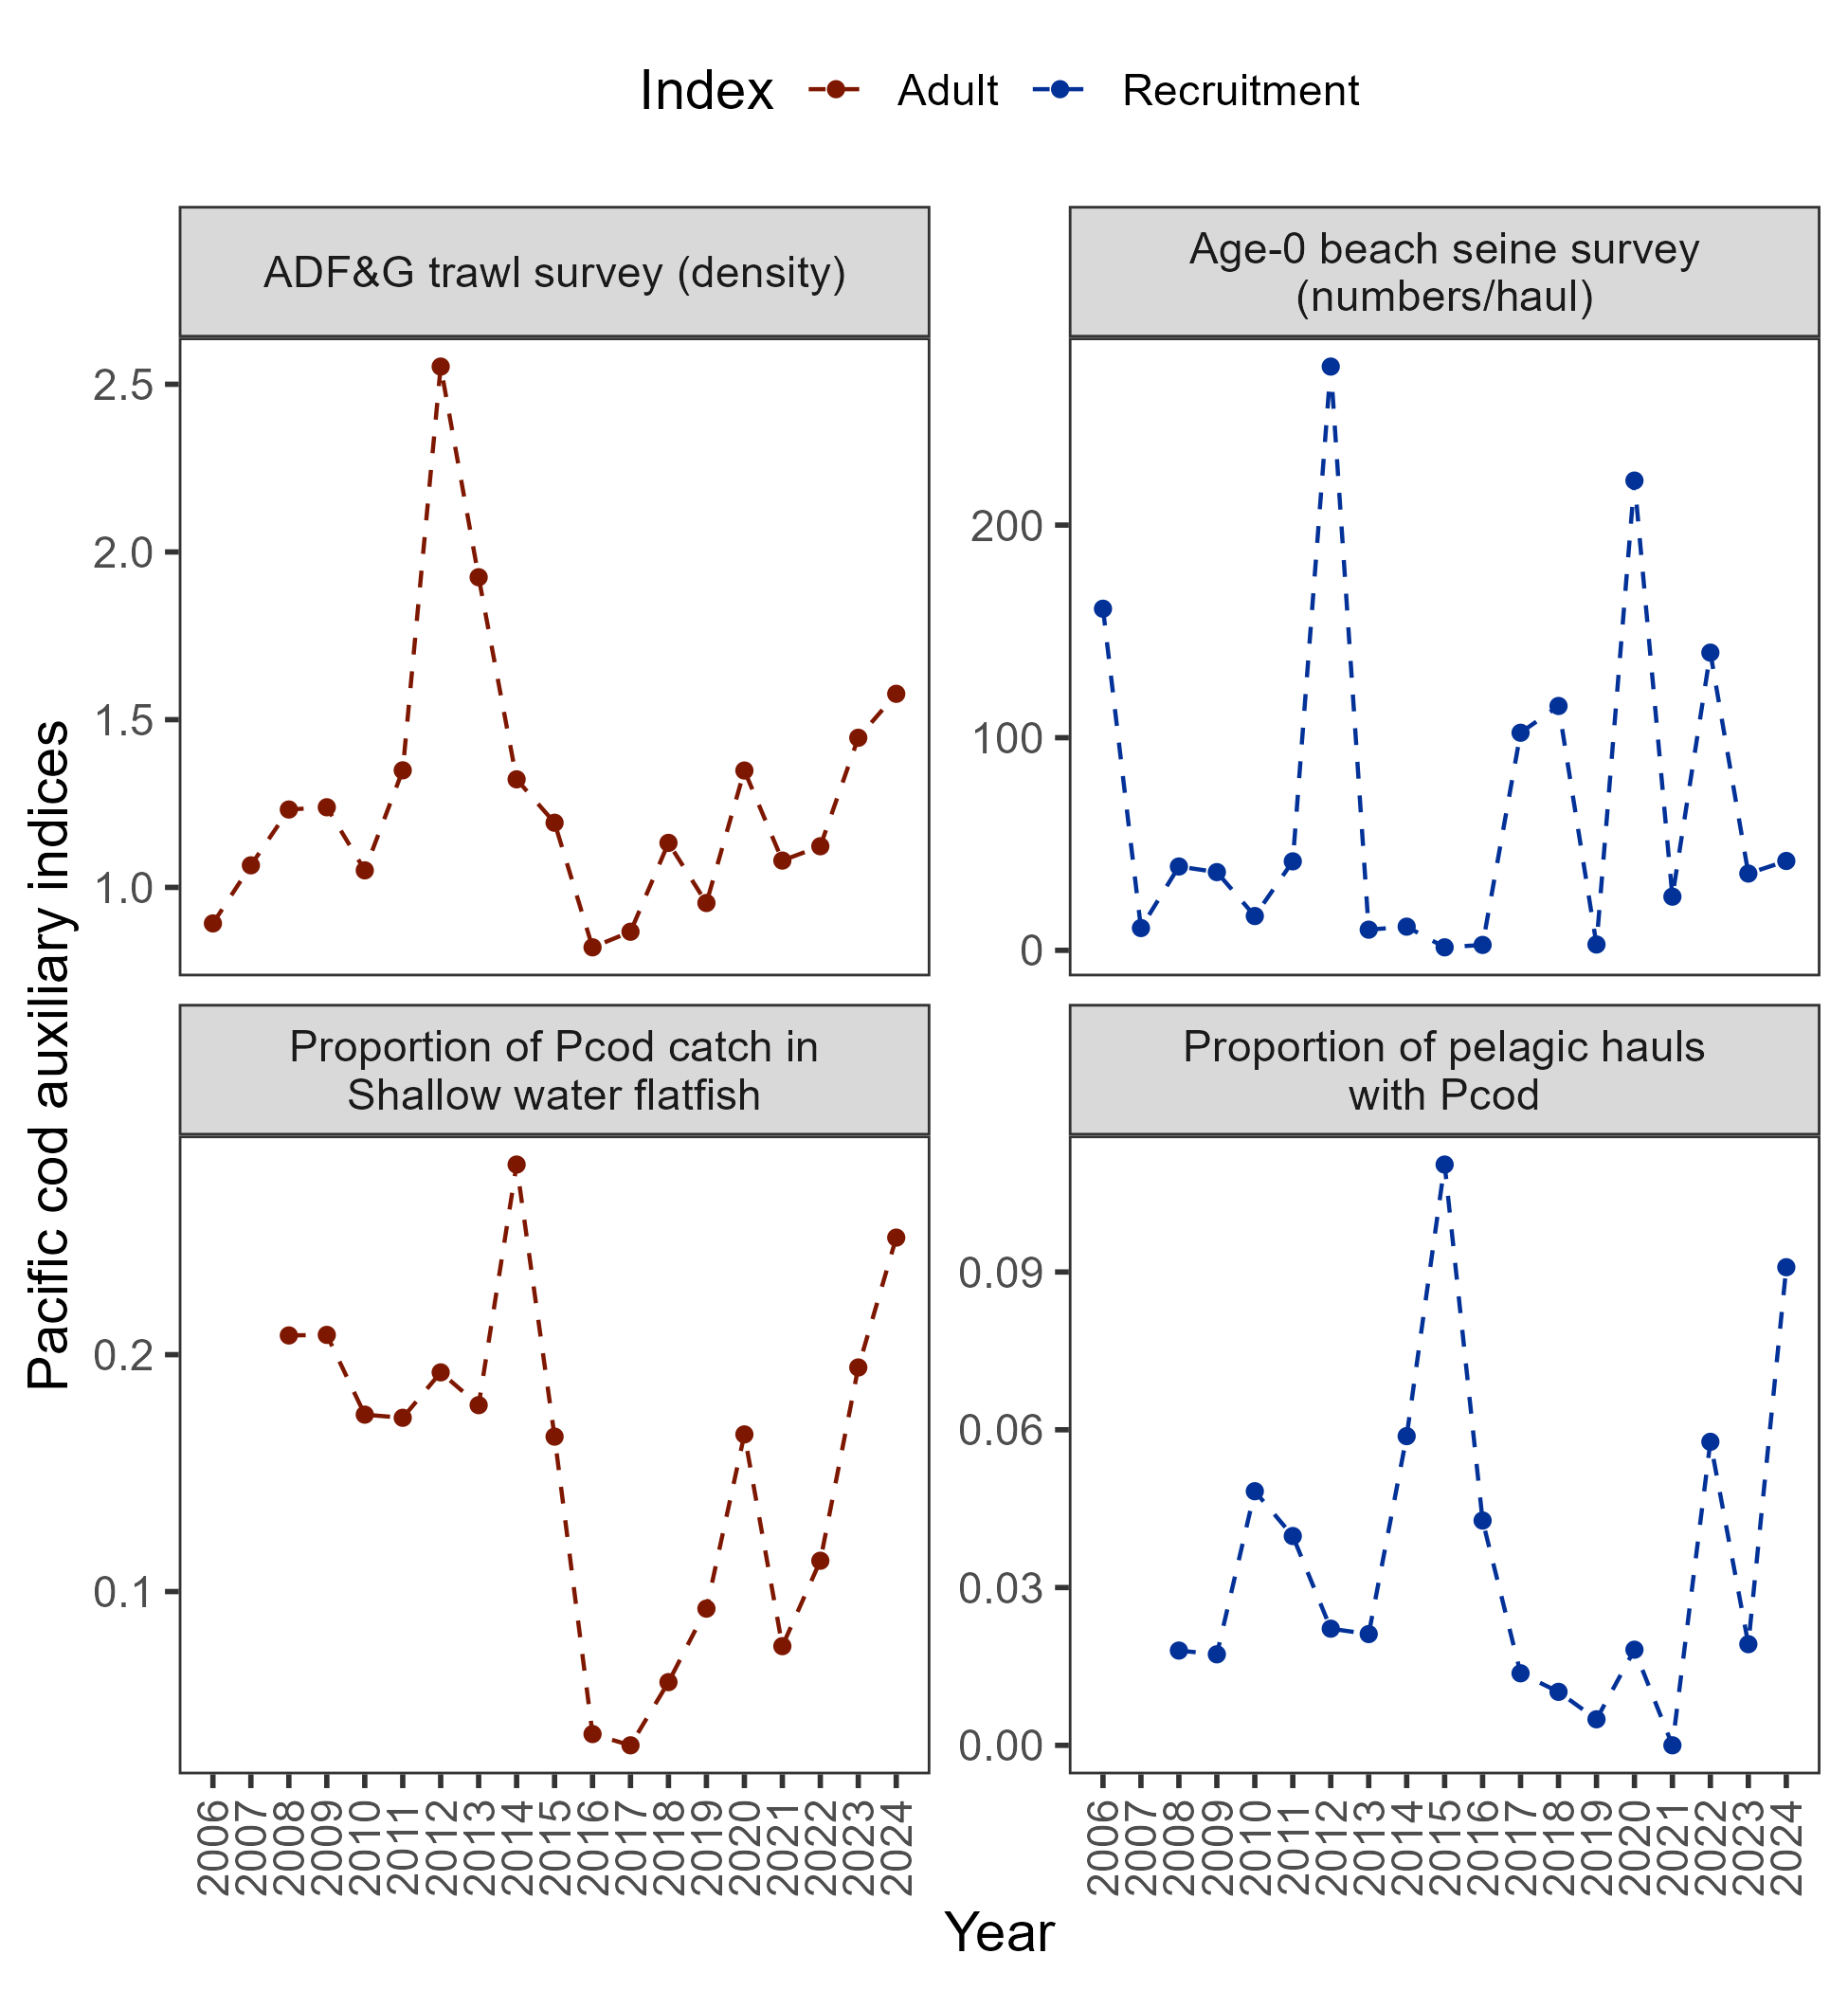 Index Adult Recruitment
ADF&G trawl survey (density)
Age-0 beach seine survey
(numbers/haul)
2.5
2.0
1.5
1.0
200
100
0
Pacific cod auxiliary indices
Proportion of Pcod catch in
Shallow water flatfish
Proportion of pelagic hauls
with Pcod
0.2
0.1
0.09
0.06
0.03
0.00
2006 2007 2008 2009 2010 2011 2012 2013 2014 2015 2016 2017 2018 2019 2020 2021 2022 2023 2024
2006 2007 2008 2009 2010 2011 2012 2013 2014 2015 2016 2017 2018 2019 2020 2021 2022 2023 2024
Year